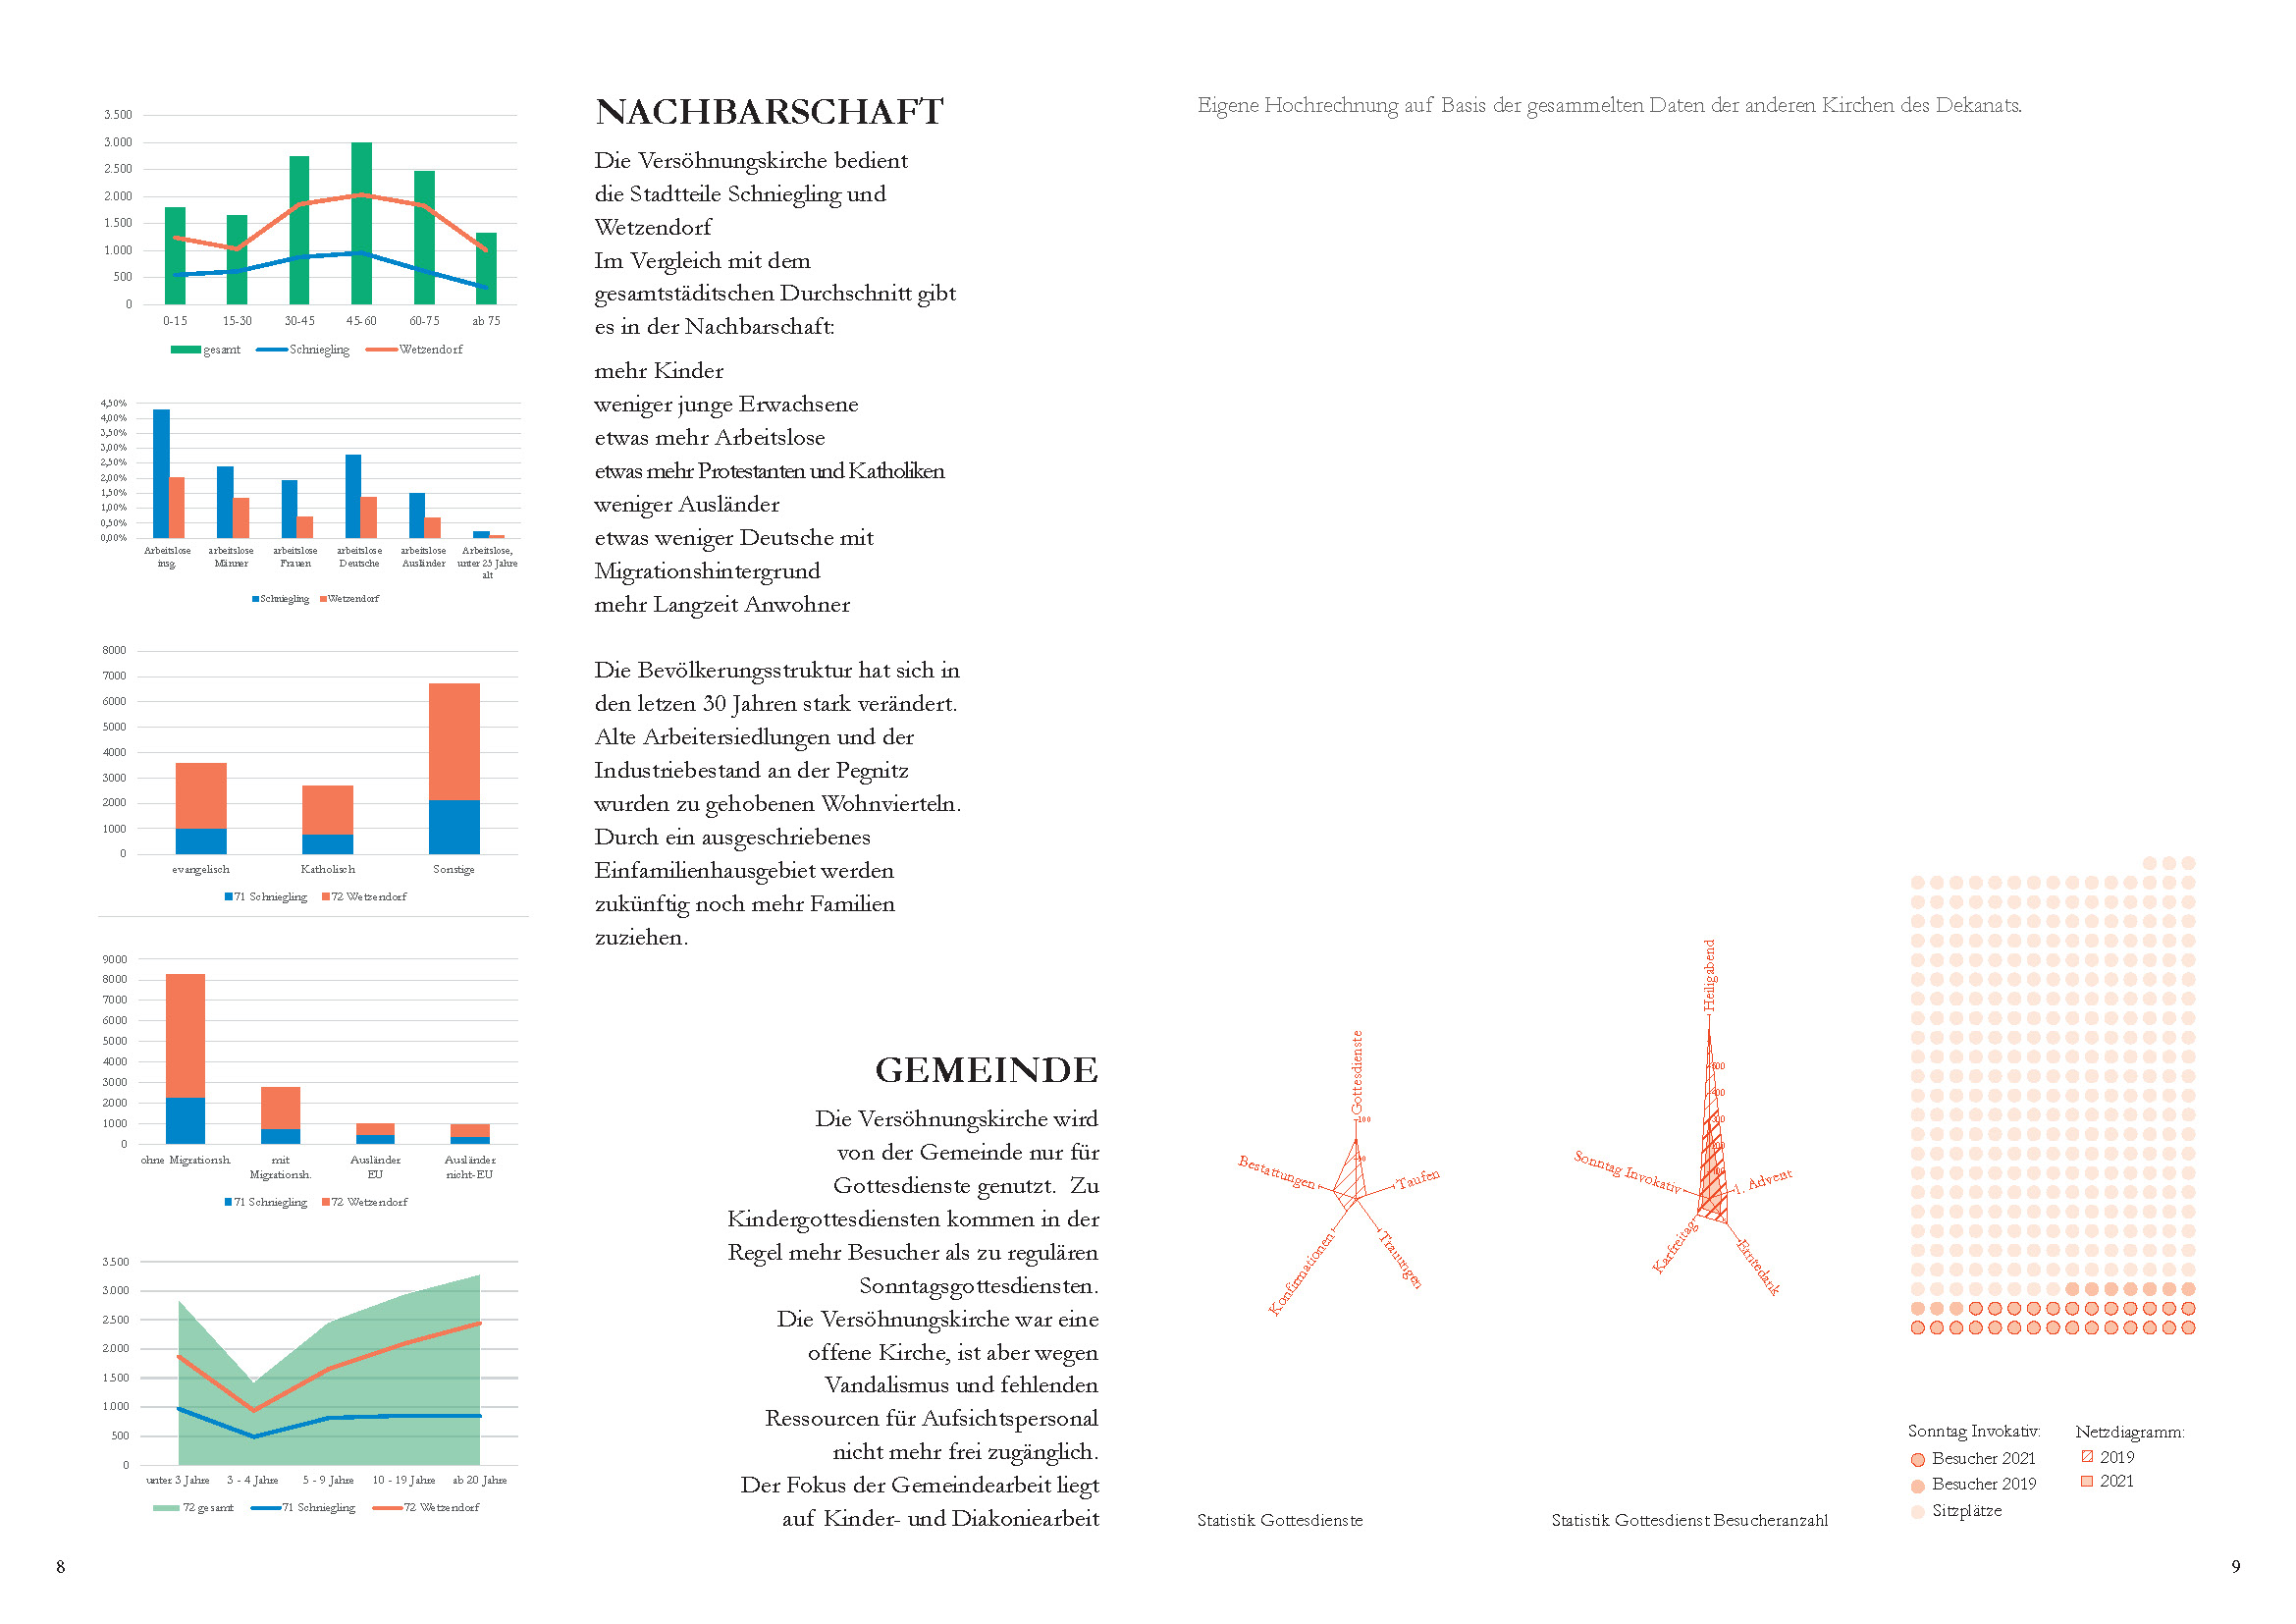 3.500
3.000
2.500
2.000
1.500
1.000
500
0
0-15 15-30 30-45 45-60 60-75 ab 75
gesamt Schniegling Wetzendorf
4,50%
4,00%
3,50%
3,00%
2,50%
2,00%
1,50%
1,00%
0,50%
0,00%
Arbeitslose arbeitslose arbeitslose arbeitslose arbeitslose Arbeitslose,
insg. Männer Frauen Deutsche Ausländer unter 25 Jahre
alt
Schniegling Wetzendorf
8000
7000
6000
5000
4000
3000
2000
1000
0
evangelisch Katholisch Sonstige
71 Schniegling 72 Wetzendorf
9000
8000
7000
6000
5000
4000
3000
2000
1000
0
ohne Migrationsh. mit Ausländer Ausländer
Migrationsh. EU nicht-EU
71 Schniegling 72 Wetzendorf
3.500
3.000
2.500
2.000
1.500
1.000
500
0
unter 3 Jahre 3 - 4 Jahre 5 - 9 Jahre 10 - 19 Jahre ab 20 Jahre
72 gesamt 71 Schniegling 72 Wetzendorf
8
NACHBARSCHAFT
Die Versöhnungskirche bedient
die Stadtteile Schniegling und
Wetzendorf
Im Vergleich mit dem
gesamtstäditschen Durchschnitt gibt
es in der Nachbarschaft:
mehr Kinder
weniger junge Erwachsene
etwas mehr Arbeitslose
etwas mehr Protestanten und Katholiken
weniger Ausländer
etwas weniger Deutsche mit
Migrationshintergrund
mehr Langzeit Anwohner
Die Bevölkerungsstruktur hat sich in
den letzen 30 Jahren stark verändert.
Alte Arbeitersiedlungen und der
Industriebestand an der Pegnitz
wurden zu gehobenen Wohnvierteln.
Durch ein ausgeschriebenes
Einfamilienhausgebiet werden
zukünftig noch mehr Familien
zuziehen.
GEMEINDE
Die Versöhnungskirche wird
von der Gemeinde nur für
Gottesdienste genutzt. Zu
Kindergottesdiensten kommen in der
Regel mehr Besucher als zu regulären
Sonntagsgottesdiensten.
Die Versöhnungskirche war eine
offene Kirche, ist aber wegen
Vandalismus und fehlenden
Ressourcen für Aufsichtspersonal
nicht mehr frei zugänglich.
Der Fokus der Gemeindearbeit liegt
auf Kinder- und Diakoniearbeit
Eigene Hochrechnung auf Basis der gesammelten Daten der anderen Kirchen des Dekanats.
Gottesdienste
100
50
Bestattungen
Taufen
Konfirmationen
Trauungen
Statistik Gottesdienste
Heiligabend
500
400
300
200
100
Sonntag Invokativ
1. Advent
Karfreitag
Erntedank
Statistik Gottesdienst Besucheranzahl
Sonntag Invokativ:
Besucher 2021
Besucher 2019
Sitzplätze
Netzdiagramm:
2019
2021
9